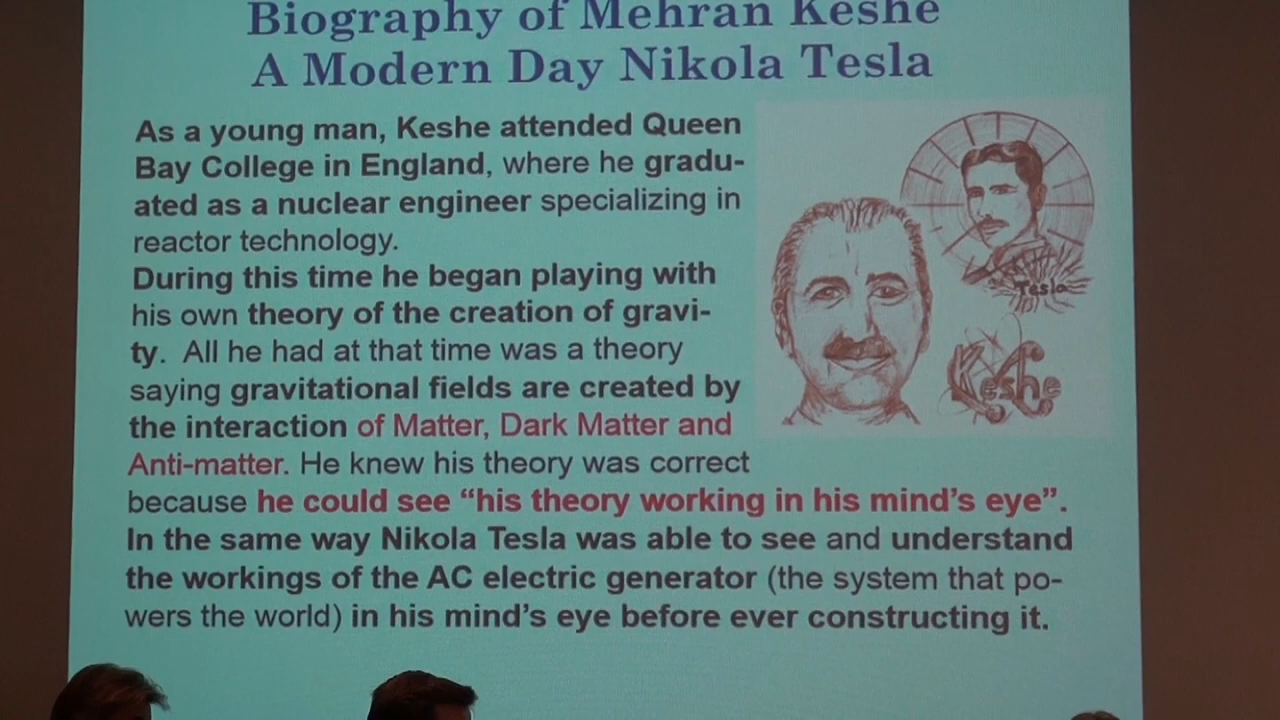 Biography of Mehran Keshe
A Modern Day Nikola Tesla
As a young man, Keshe attended Queen
Bay College in England, where he gradu-
ated as a nuclear engineer specializing in
reactor technology.
During this time he began playing with
his own theory of the creation of gravi-
ty. All he had at that time was a theory
saying gravitational fields are created by
the interaction of Matter, Dark Matter and
Anti-matter. He knew his theory was correct
because he could see “his theory working in his mind’s eye”.
In the same way Nikola Tesla was able to see and understand
the workings of the AC electric generator (the system that po-
wers the world) in his mind’s eye before ever constructing it.
Tesla
Keshe